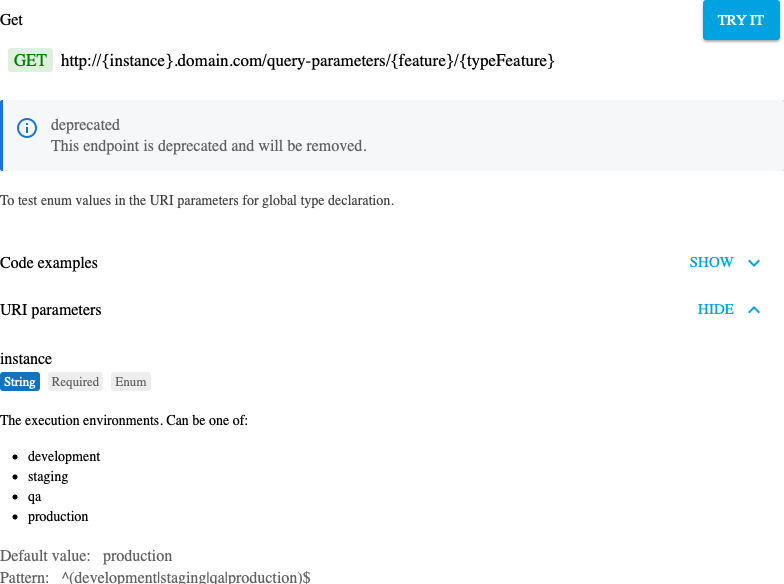 Get
TRY IT
GET http://{instance}.domain.com/query-parameters/{feature}/{typeFeature}
deprecated
This endpoint is deprecated and will be removed.
To test enum values in the URI parameters for global type declaration.
Code examples SHOW
URI parameters HIDE
instance
String Required Enum
The execution environments. Can be one of:
• development
• staging
• qa
• production
Default value: production
Pattern: ^(development|staging|qa|production)$